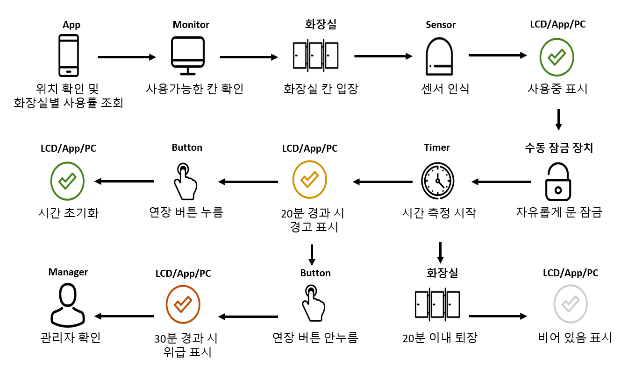 App
Monitor
화장실
Sensor
LCD/App/PC
위치 확인 및
화장실별 사용률 조회
사용가능한 칸 확인
화장실 칸 입장
센서 인식
사용중 표시
LCD/App/PC
Button
LCD/App/PC
Timer
수동 잠금 장치
시간 초기화
연장 버튼 누름
20분 경과 시
경고 표시
시간 측정 시작
자유롭게 문 잠금
Manager
LCD/App/PC
Button
화장실
LCD/App/PC
관리자 확인
30분 경과 시
위급 표시
연장 버튼 안누름
20분 이내 퇴장
비어 있음 표시